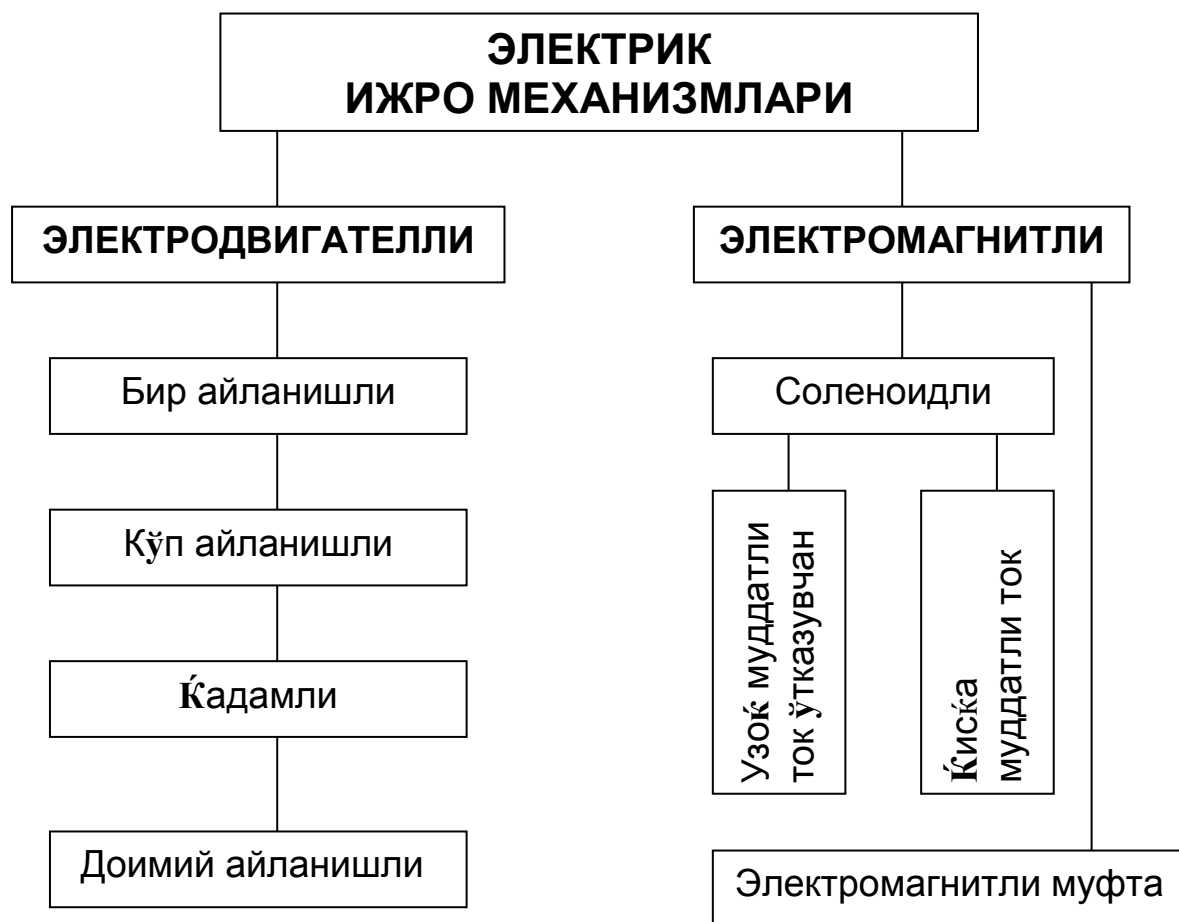 ЭЛЕКТРИК
ИЖРО МЕХАНИЗМЛАРИ
ЭЛЕКТРОДВИГАТЕЛЛИ
ЭЛЕКТРОМАГНИТЛИ
Бир айланишли
Соленоидли
Кўп айланишли
Узоќ муддатли
ток ўтказувчан
Ќисќа
муддатли ток
Ќадамли
Доимий айланишли
Электромагнитли муфта